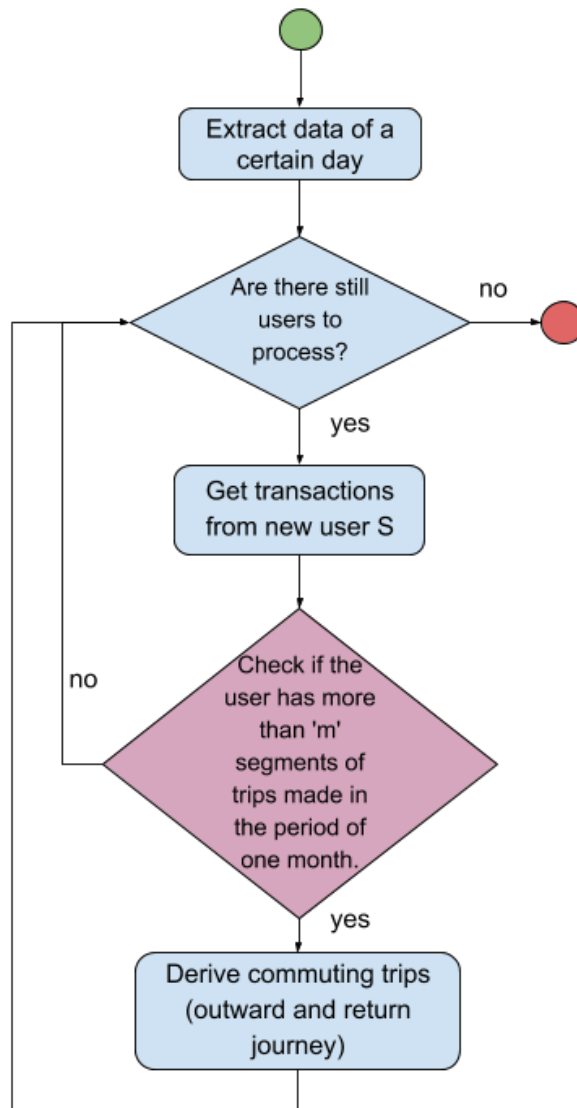 Extract data of a
certain day
Are there still
users to
process?
no
yes
Get transactions
from new user S
Check if the
user has more
than 'm'
segments of
trips made in
the period of
one month.
no
yes
Derive commuting trips
(outward and return
journey)